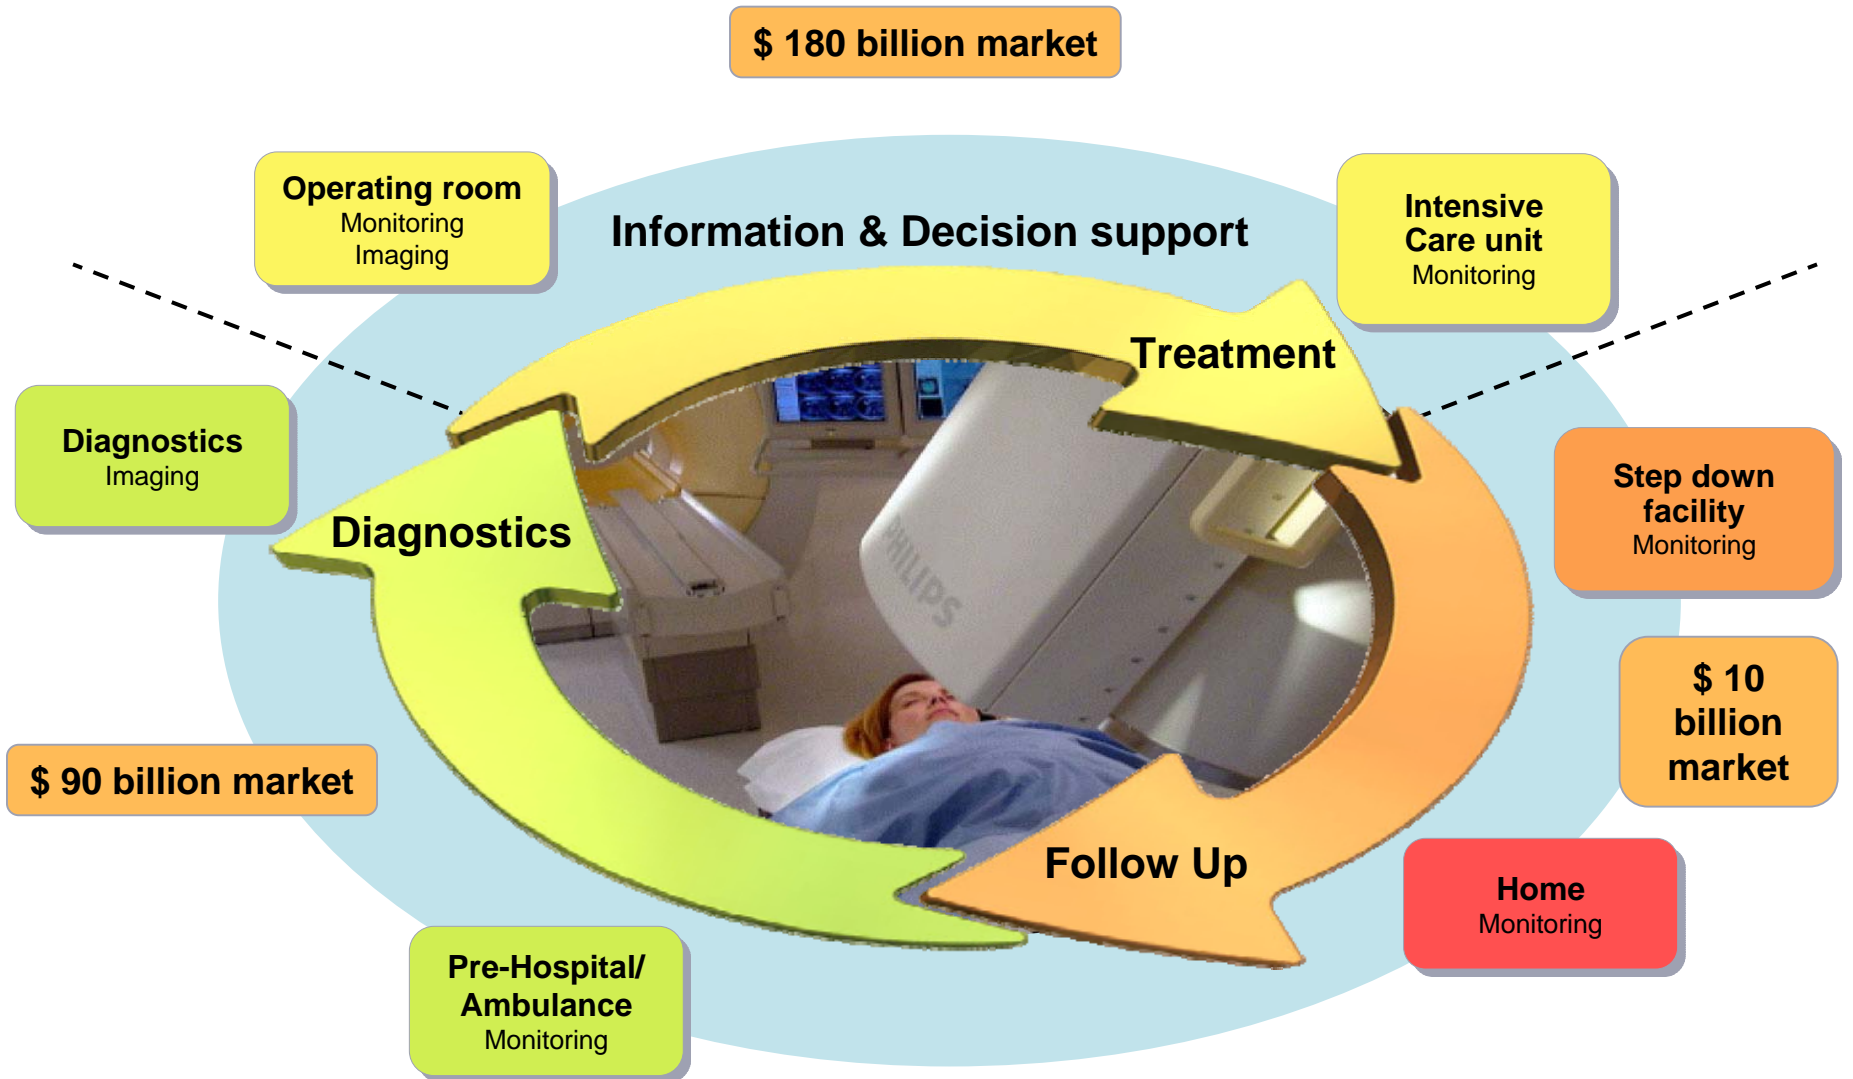 $ 180 billion market
Operating room
Monitoring
Imaging
Information & Decision support
Intensive
Care unit
Monitoring
Treatment
Diagnostics
Imaging
Diagnostics
Step down
facility
Monitoring
PHILIPS
$ 10
billion
market
$ 90 billion market
Follow Up
Home
Monitoring
Pre-Hospital/
Ambulance
Monitoring